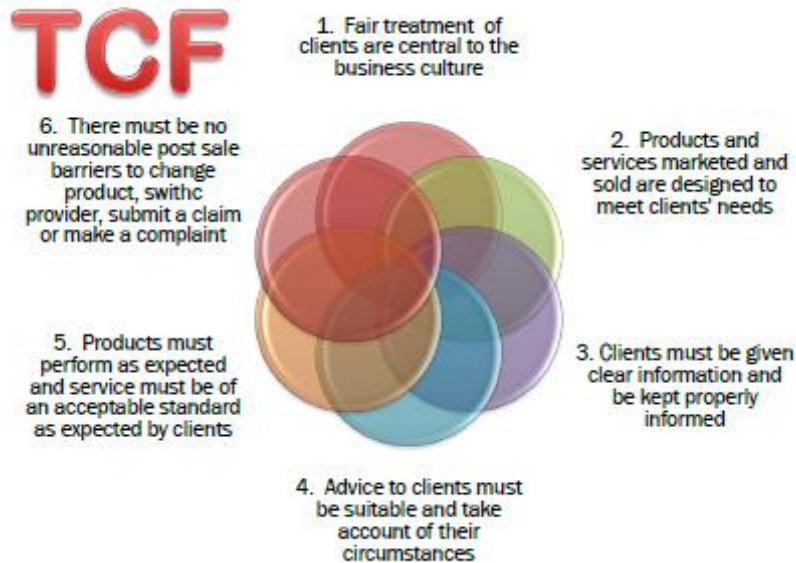 TCF
1. Fair treatment of
clients are central to the
business culture
2. Products and
services marketed and
sold are designed to
meet clients' needs
3. Clients must be given
clear information and
be kept properly
informed
4. Advice to clients must
be suitable and take
account of their
circumstances
5. Products must
perform as expected
and service must be of
an acceptable standard
as expected by clients
6. There must be no
unreasonable post sale
barriers to change
product, swithc
provider, submit a claim
or make a complaint